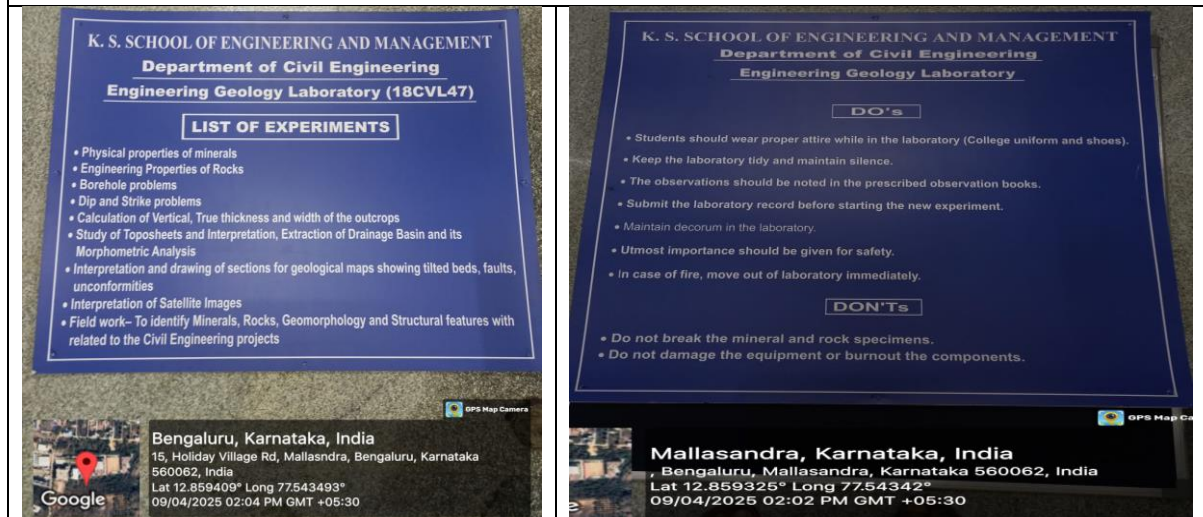 K. S. SCHOOL OF ENGINEERING AND MANAGEMENT
Department of Civil Engineering
Engineering Geology Laboratory (18CVL47)
LIST OF EXPERIMENTS
• Physical properties of minerals
• Engineering Properties of Rocks
• Borehole problems
• Dip and Strike problems
• Calculation of Vertical, True thickness and width of the outcrops
• Study of Toposheets and Interpretation, Extraction of Drainage Basin and its
Morphometric Analysis
• Interpretation and drawing of sections for geological maps showing tilted beds, faults,
unconformities
• Interpretation of Satellite Images
• Field work– To identify Minerals, Rocks, Geomorphology and Structural features with
related to the Civil Engineering projects
GPS Map Camera
Bengaluru, Karnataka, India
15, Holiday Village Rd, Mallasndra, Bengaluru, Karnataka
560062, India
Lat 12.859409° Long 77.543493°
09/04/2025 02:04 PM GMT +05:30
Google
K. S. SCHOOL OF ENGINEERING AND MANAGEMENT
Department of Civil Engineering
Engineering Geology Laboratory
DO's
• Students should wear proper attire while in the laboratory (College uniform and shoes).
• Keep the laboratory tidy and maintain silence.
• The observations should be noted in the prescribed observation books.
• Submit the laboratory record before starting the new experiment.
• Maintain decorum in the laboratory.
• Utmost importance should be given for safety.
• In case of fire, move out of laboratory immediately.
DON'Ts
• Do not break the mineral and rock specimens.
• Do not damage the equipment or burnout the components.
GPS Map Ca
Mallasandra, Karnataka, India
, Bengaluru, Mallasandra, Karnataka 560062, India
Lat 12.859325° Long 77.54342°
09/04/2025 02:02 PM GMT +05:30
e